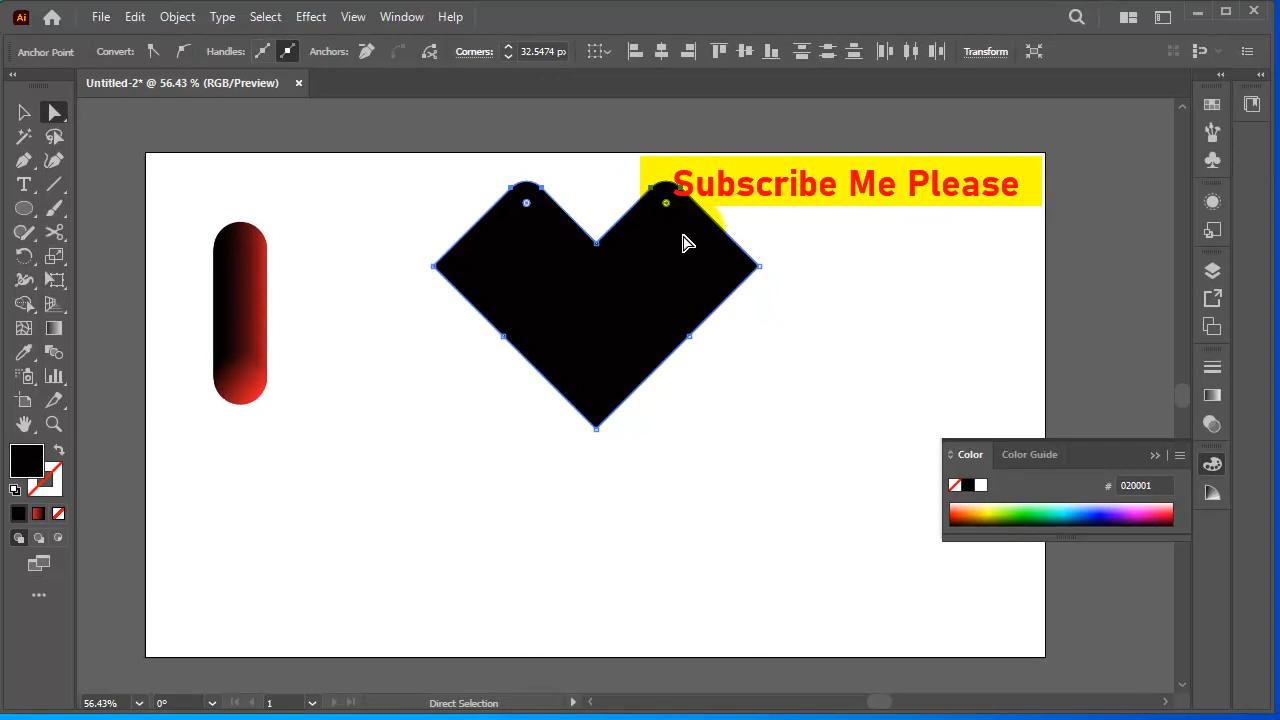 Ai File Edit Object Type Select Effect View Window Help
Anchor Point Convert: Handles: Anchors: Corners: 32.5474 px Transform
Untitled-2* @ 56.43 % (RGB/Preview) ×
Subscribe Me Please
Color Color Guide
# 020001
56.43% 0° 1 Direct Selection